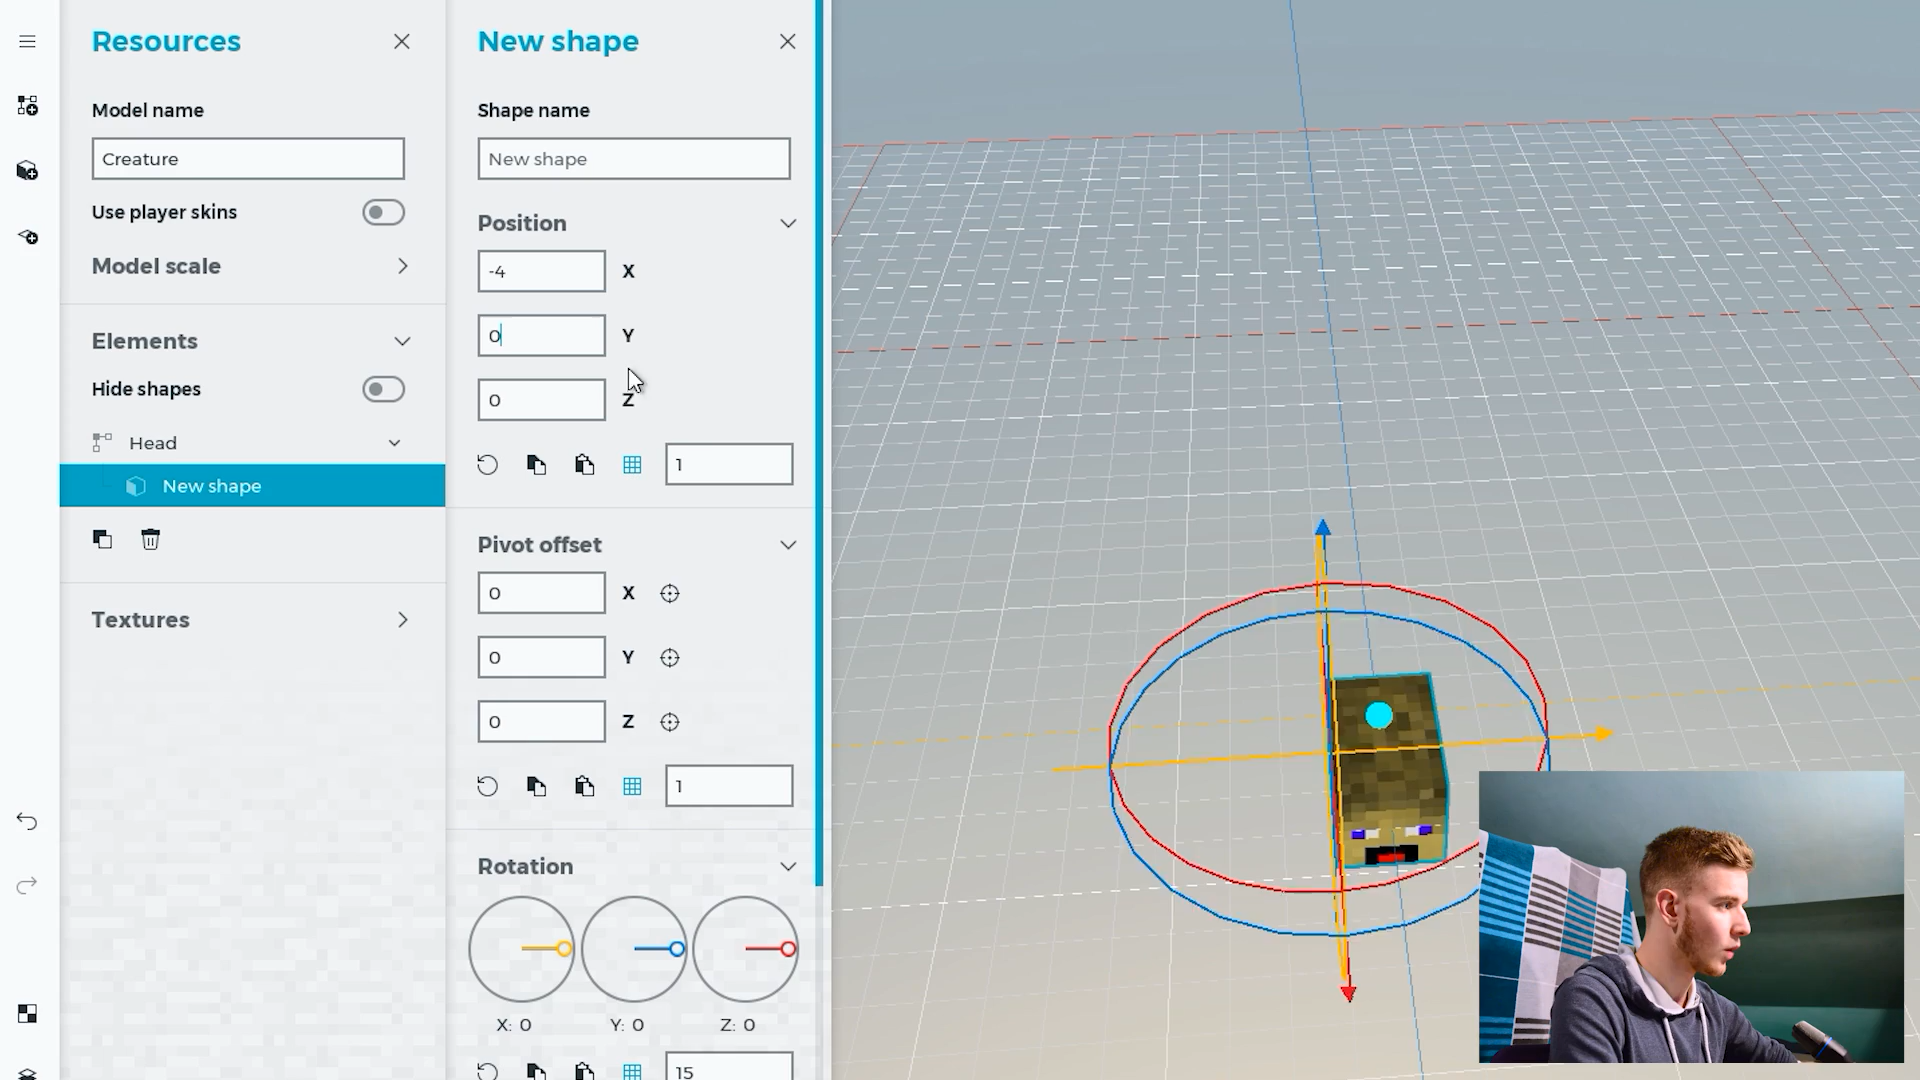 Resources
Model name
Creature
Use player skins
Model scale
Elements
Hide shapes
Head
New shape
Textures
New shape
Shape name
New shape
Position
-4 X
0 Y
0 Z
1
Pivot offset
0 X
0 Y
0 Z
1
Rotation
X: 0 Y: 0 Z: 0
15